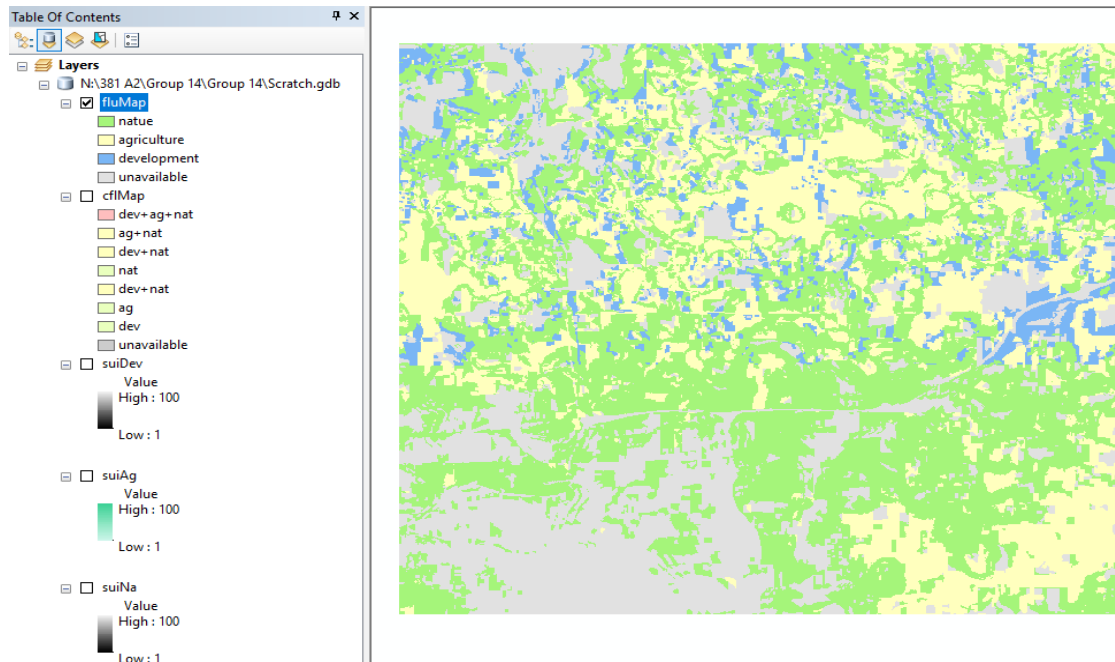 Table Of Contents
Layers
N:\381 A2\Group 14\Group 14\Scratch.gdb
fluMap
natue
agriculture
development
unavailable
cflMap
dev+ag+nat
ag+nat
dev+nat
nat
dev+nat
ag
dev
unavailable
suiDev
Value
High : 100
Low : 1
suiAg
Value
High : 100
Low : 1
suiNa
Value
High : 100
Low : 1